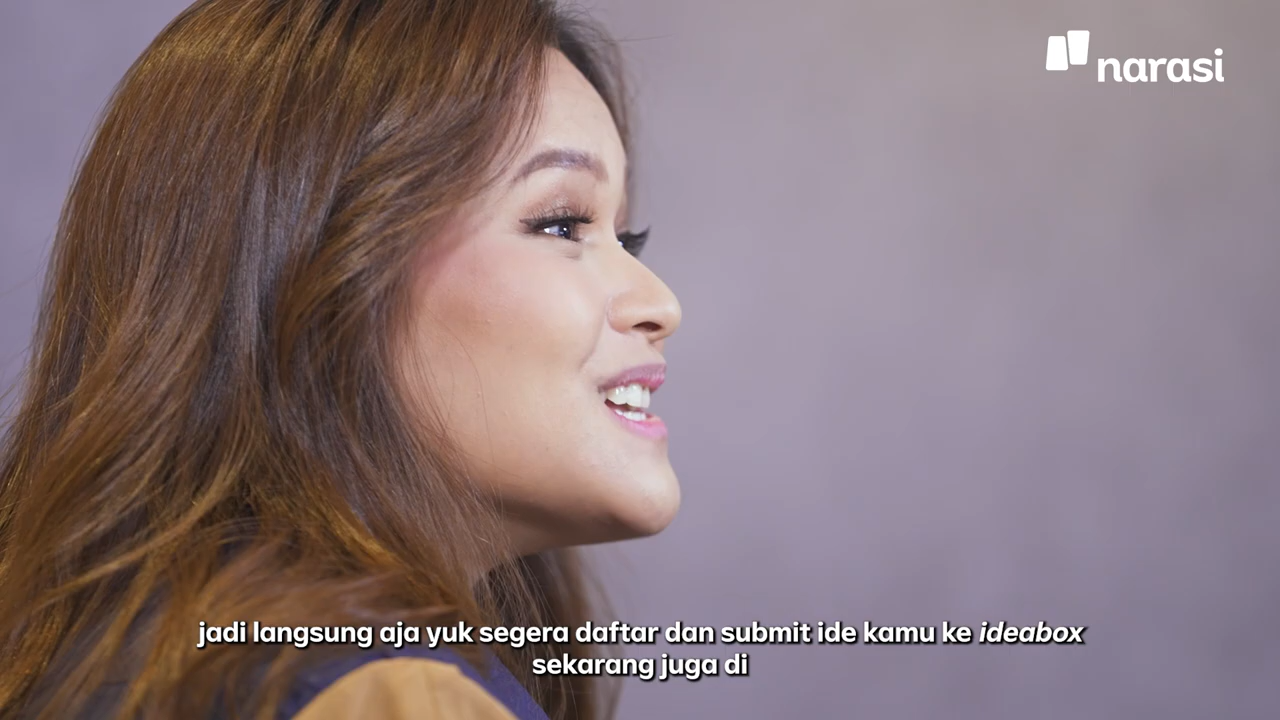 narasi
jadi langsung aja yuk segera daftar dan submit ide kamu ke ideabox
sekarang juga di